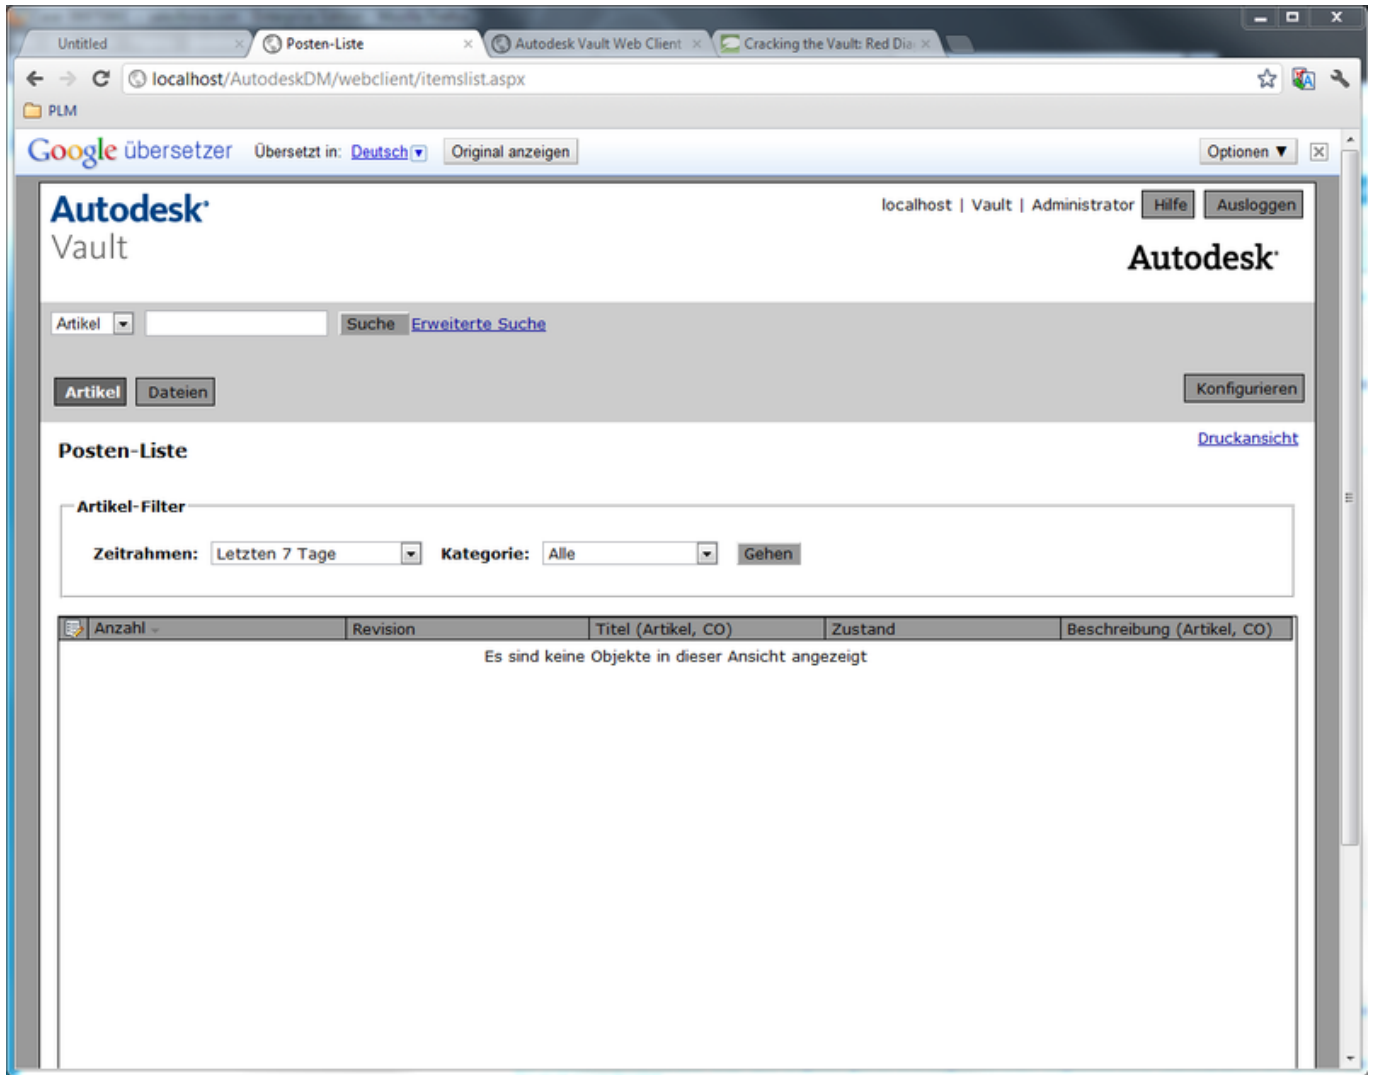 Untitled
Posten-Liste
Autodesk Vault Web Client
Cracking the Vault: Red Dia
localhost/AutodeskDM/webclient/itemslist.aspx
PLM
Google übersetzer Übersetzt in: Deutsch Original anzeigen Optionen ▼
Autodesk
Vault
localhost | Vault | Administrator Hilfe Ausloggen
Autodesk
Artikel Suche Erweiterte Suche
Artikel Dateien Konfigurieren
Druckansicht
Posten-Liste
Artikel-Filter
Zeitrahmen: Letzten 7 Tage Kategorie: Alle Gehen
Anzahl Revision Titel (Artikel, CO) Zustand Beschreibung (Artikel, CO)
Es sind keine Objekte in dieser Ansicht angezeigt